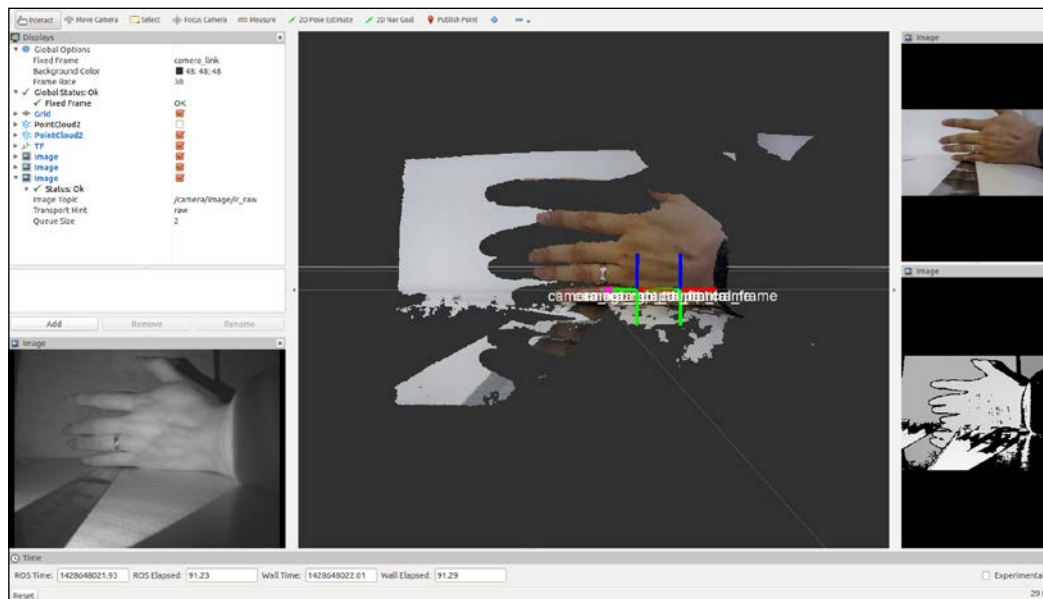 Interact Move Camera Select Focus Camera Measure 2D Pose Estimate 2D Nav Goal Publish Point
Displays
Global Options
Fixed Frame camera_link
Background Color 48; 48; 48
Frame Rate 30
Global Status: Ok
Fixed Frame OK
Grid
PointCloud2
PointCloud2
TF
Image
Image
Image
Status: Ok
Image Topic /camera/image/ir_raw
Transport Hint raw
Queue Size 2
Add Remove Rename
Image
Image
Image
Time
ROS Time: 1428648021.93 ROS Elapsed: 91.23 Wall Time: 1428648022.01 Wall Elapsed: 91.29 Experimental
Reset 29